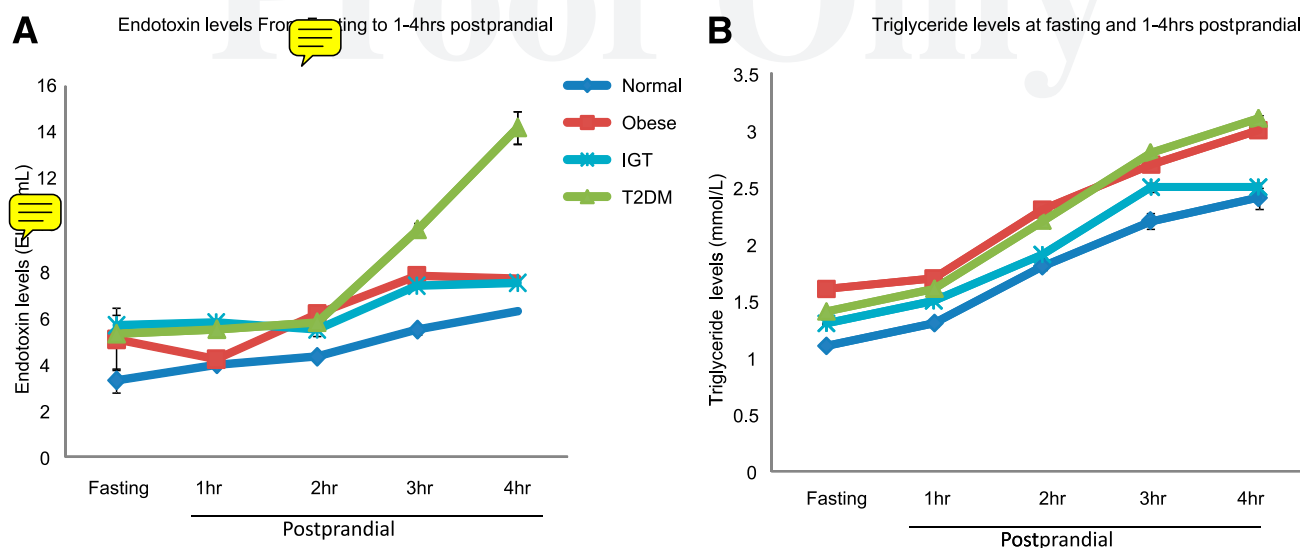 Proof Only
A
Endotoxin levels From ting to 1-4hrs postprandial
16
14
12
8
6
4
2
0
Endotoxin levels mL)
Fasting 1hr 2hr 3hr 4hr
Postprandial
Normal
Obese
IGT
T2DM
B
Triglyceride levels at fasting and 1-4hrs postprandial
3.5
3
2.5
2
1.5
1
0.5
0
Triglyceride levels (mmol/L)
Fasting 1hr 2hr 3hr 4hr
Postprandial